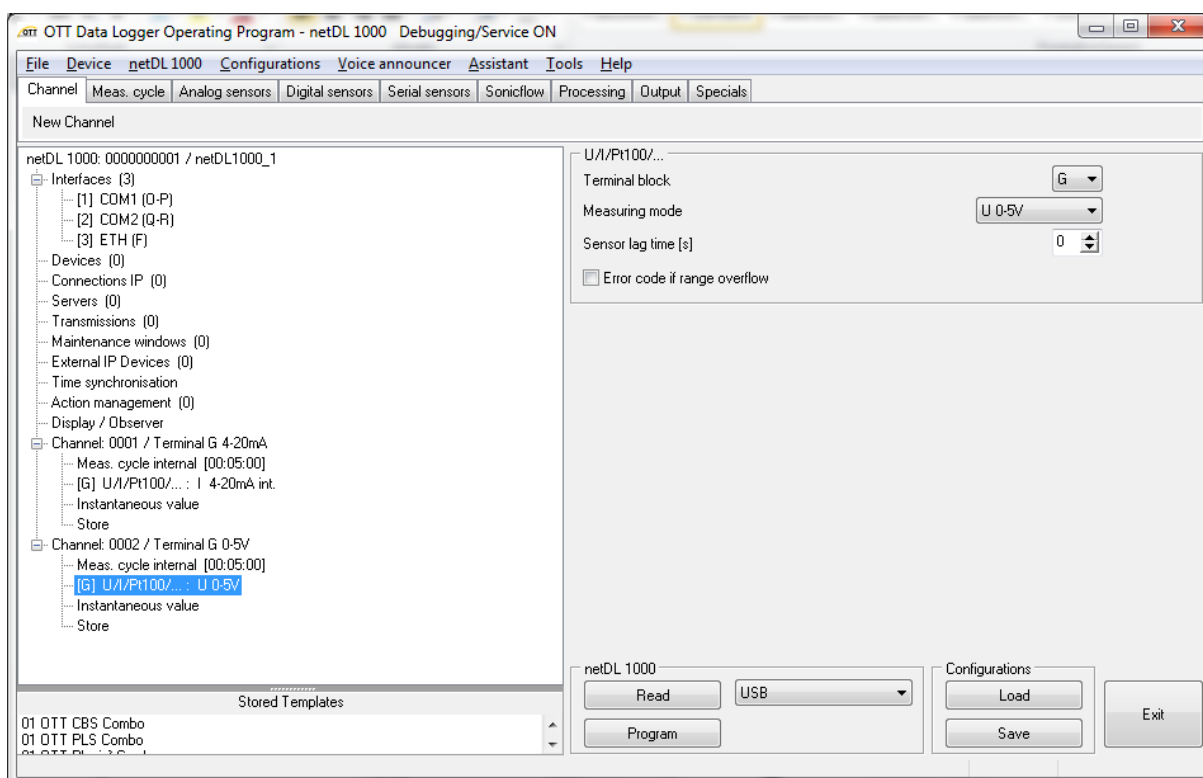 OTT Data Logger Operating Program - netDL 1000   Debugging/Service ON
File Device netDL 1000 Configurations Voice announcer Assistant Tools Help
Channel Meas. cycle Analog sensors Digital sensors Serial sensors Sonicflow Processing Output Specials
New Channel
netDL 1000: 0000000001 / netDL1000_1
Interfaces (3)
[1] COM1 (O-P)
[2] COM2 (Q-R)
[3] ETH (F)
Devices (0)
Connections IP (0)
Servers (0)
Transmissions (0)
Maintenance windows (0)
External IP Devices (0)
Time synchronisation
Action management (0)
Display / Observer
Channel: 0001 / Terminal G 4-20mA
Meas. cycle internal [00:05:00]
[G] U/I/Pt100/... : I 4-20mA int.
Instantaneous value
Store
Channel: 0002 / Terminal G 0-5V
Meas. cycle internal [00:05:00]
[G] U/I/Pt100/... : U 0-5V
Instantaneous value
Store
Stored Templates
01 OTT CBS Combo
01 OTT PLS Combo
U/I/Pt100/...
Terminal block G
Measuring mode U 0-5V
Sensor lag time [s] 0
Error code if range overflow
netDL 1000
Read USB
Program
Configurations
Load
Save
Exit